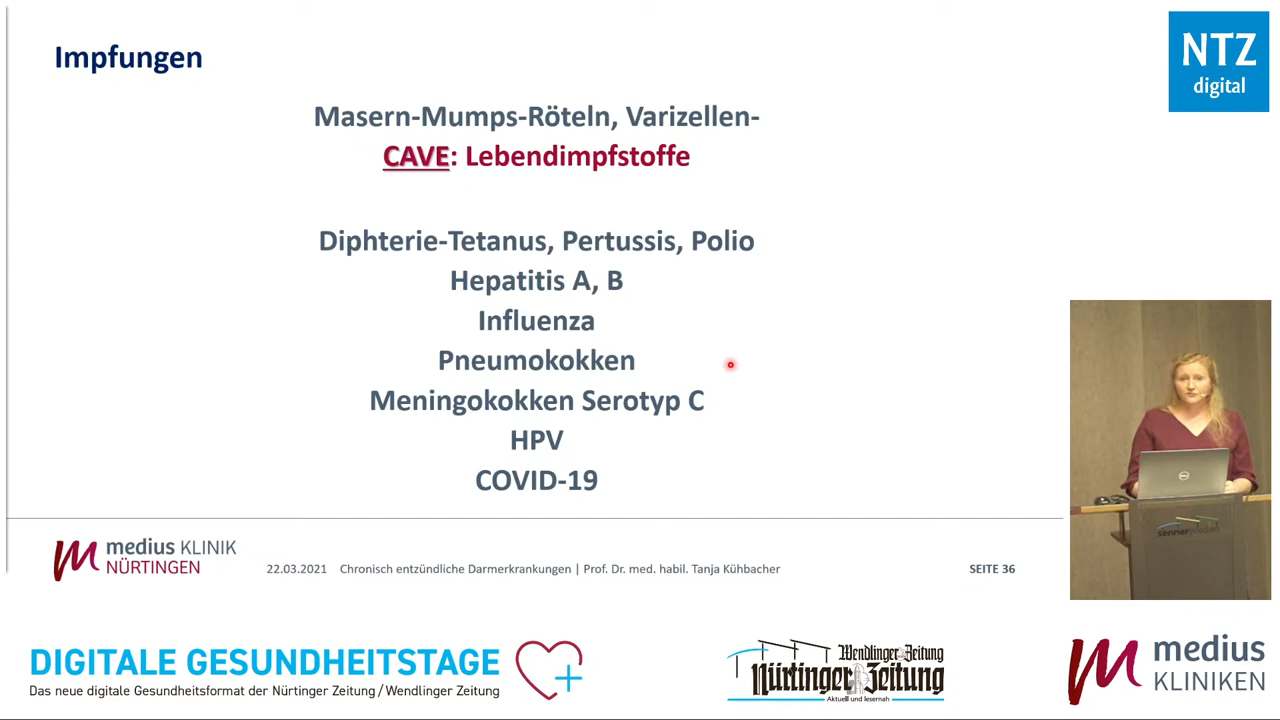 Impfungen
NTZ
digital
Masern-Mumps-Röteln, Varizellen-
CAVE: Lebendimpfstoffe
Diphterie-Tetanus, Pertussis, Polio
Hepatitis A, B
Influenza
Pneumokokken
Meningokokken Serotyp C
HPV
COVID-19
medius KLINIK
NÜRTINGEN
22.03.2021 Chronisch entzündliche Darmerkrankungen | Prof. Dr. med. habil. Tanja Kühbacher
SEITE 36
DELL
DIGITALE GESUNDHEITSTAGE
Das neue digitale Gesundheitsformat der Nürtinger Zeitung / Wendlinger Zeitung
Wendlinger Zeitung
Nürtinger Zeitung
Aktuell und lesernah
medius
KLINIKEN